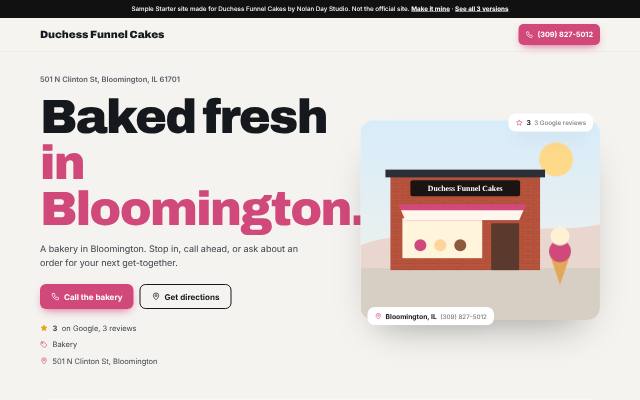 Sample Starter site made for Duchess Funnel Cakes by Nolan Day Studio. Not the official site. Make it mine · See all 3 versions
Duchess Funnel Cakes
(309) 827-5012
501 N Clinton St, Bloomington, IL 61701
Baked fresh
in
Bloomington.
A bakery in Bloomington. Stop in, call ahead, or ask about an
order for your next get-together.
Call the bakery
Get directions
3 on Google, 3 reviews
Bakery
501 N Clinton St, Bloomington
3 3 Google reviews
Duchess Funnel Cakes
Bloomington, IL (309) 827-5012